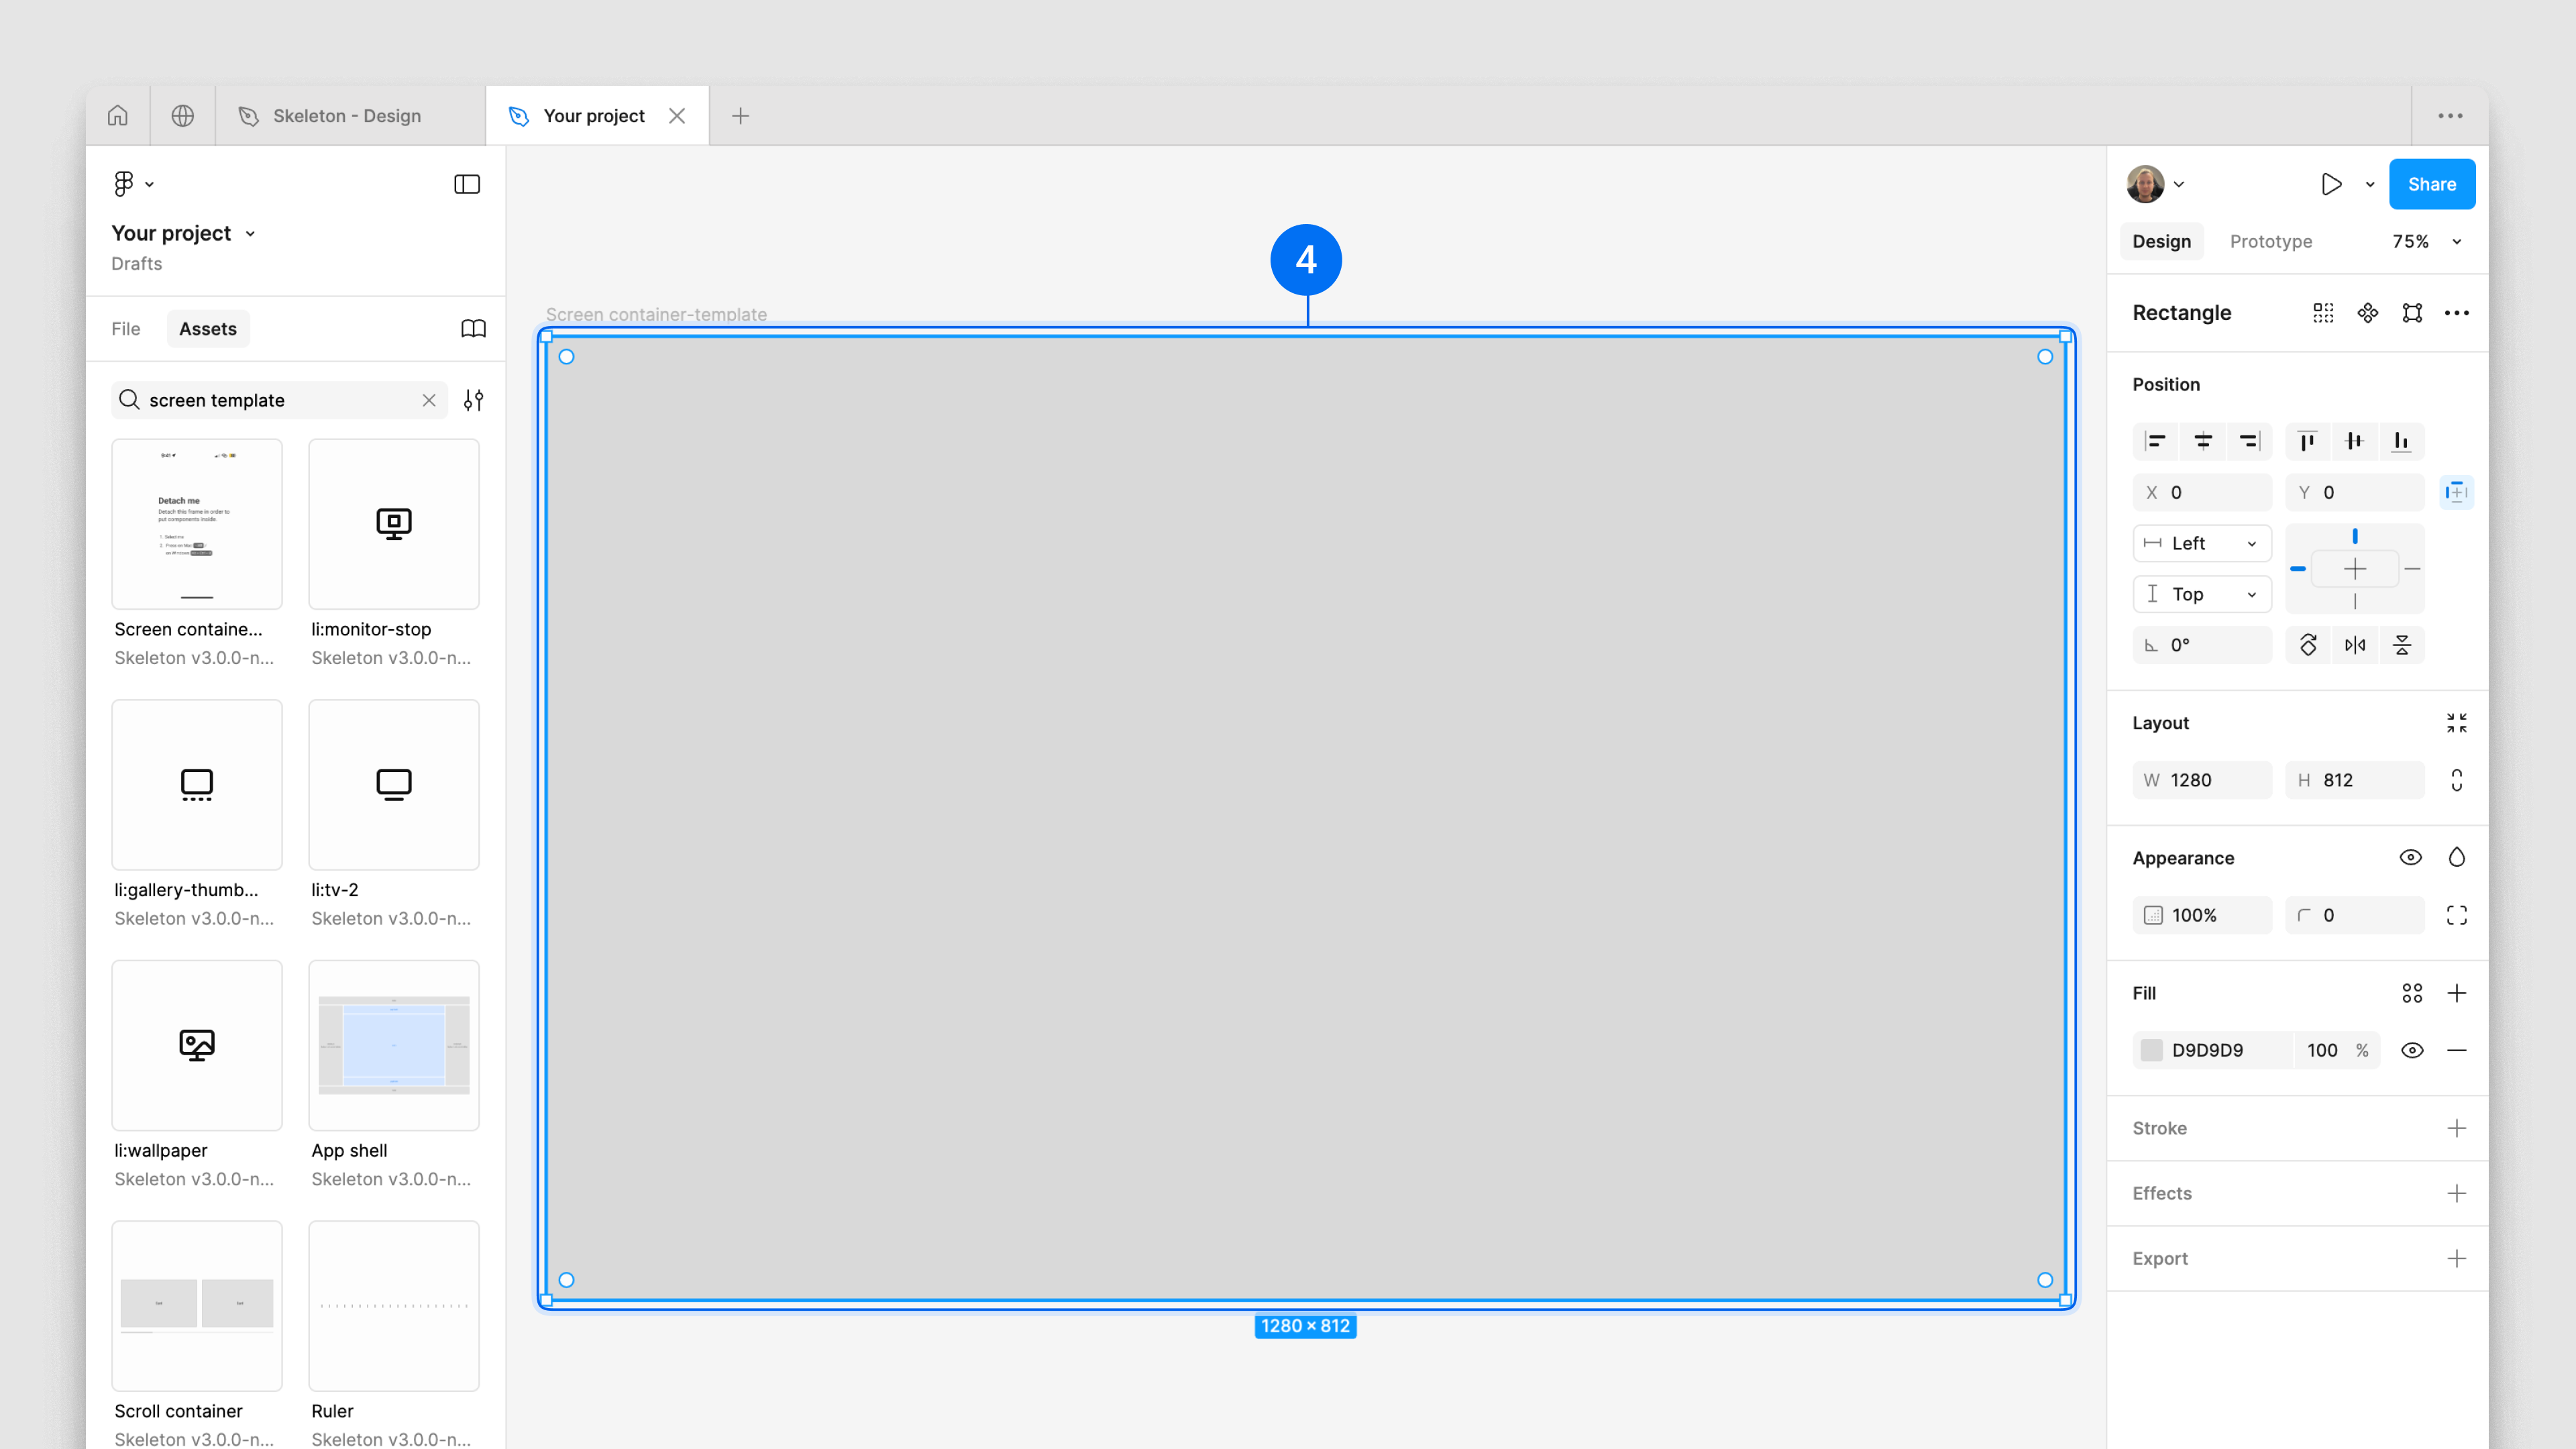 Skeleton - Design
Your project
Your project
Drafts
File
Assets
screen template
9:41
Detach me
Detach this frame in order to
put components inside.
1. Select me
Screen containe...
Skeleton v3.0.0-n...
li:monitor-stop
Skeleton v3.0.0-n...
li:gallery-thumb...
Skeleton v3.0.0-n...
li:tv-2
Skeleton v3.0.0-n...
li:wallpaper
Skeleton v3.0.0-n...
App shell
Skeleton v3.0.0-n...
Scroll container
Skeleton v3.0.0-n...
Ruler
Skeleton v3.0.0-n...
4
Screen container-template
1280 × 812
Share
Design
Prototype
75%
Rectangle
Position
X 0
Y 0
Left
Top
0°
Layout
W 1280
H 812
Appearance
100%
0
Fill
D9D9D9
100 %
Stroke
Effects
Export